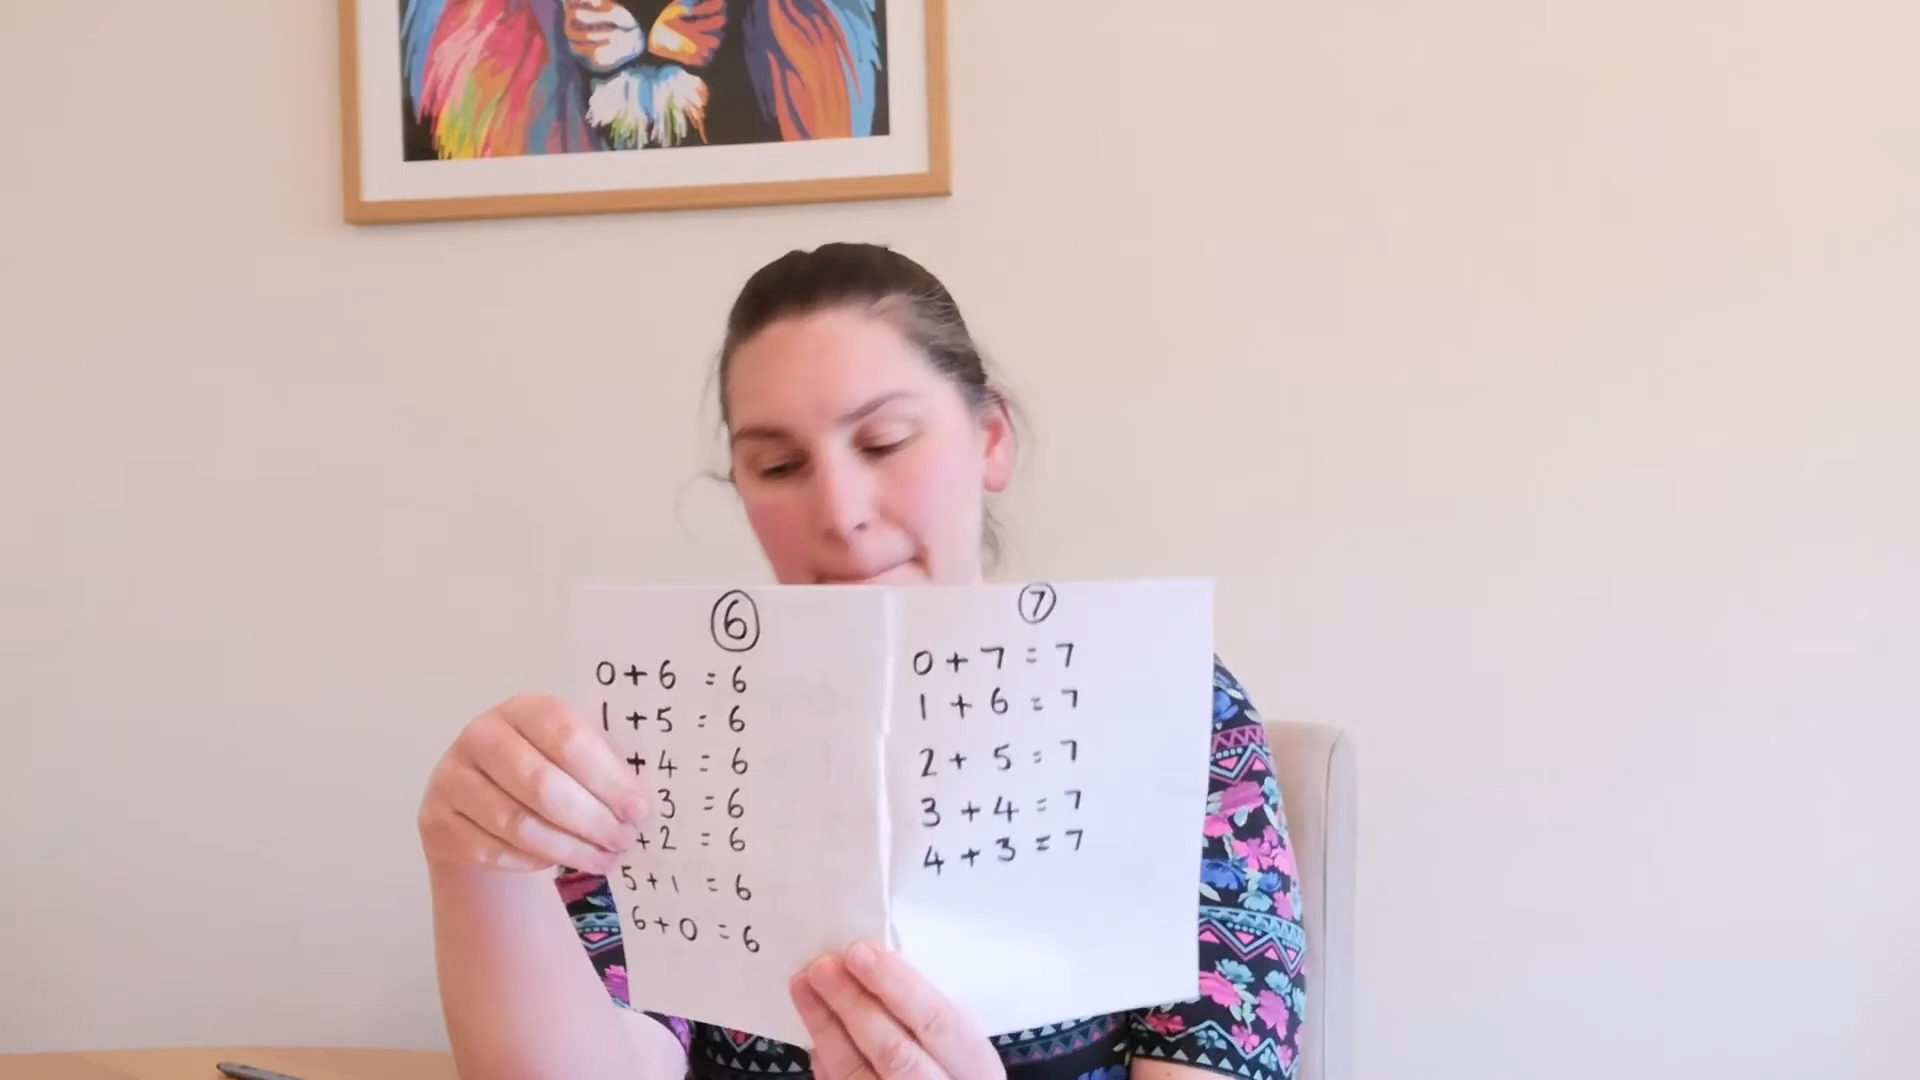 6
0 + 6 = 6
1 + 5 = 6
+ 4 = 6
3 = 6
+ 2 = 6
5 + 1 = 6
6 + 0 = 6
7
0 + 7 = 7
1 + 6 = 7
2 + 5 = 7
3 + 4 = 7
4 + 3 = 7